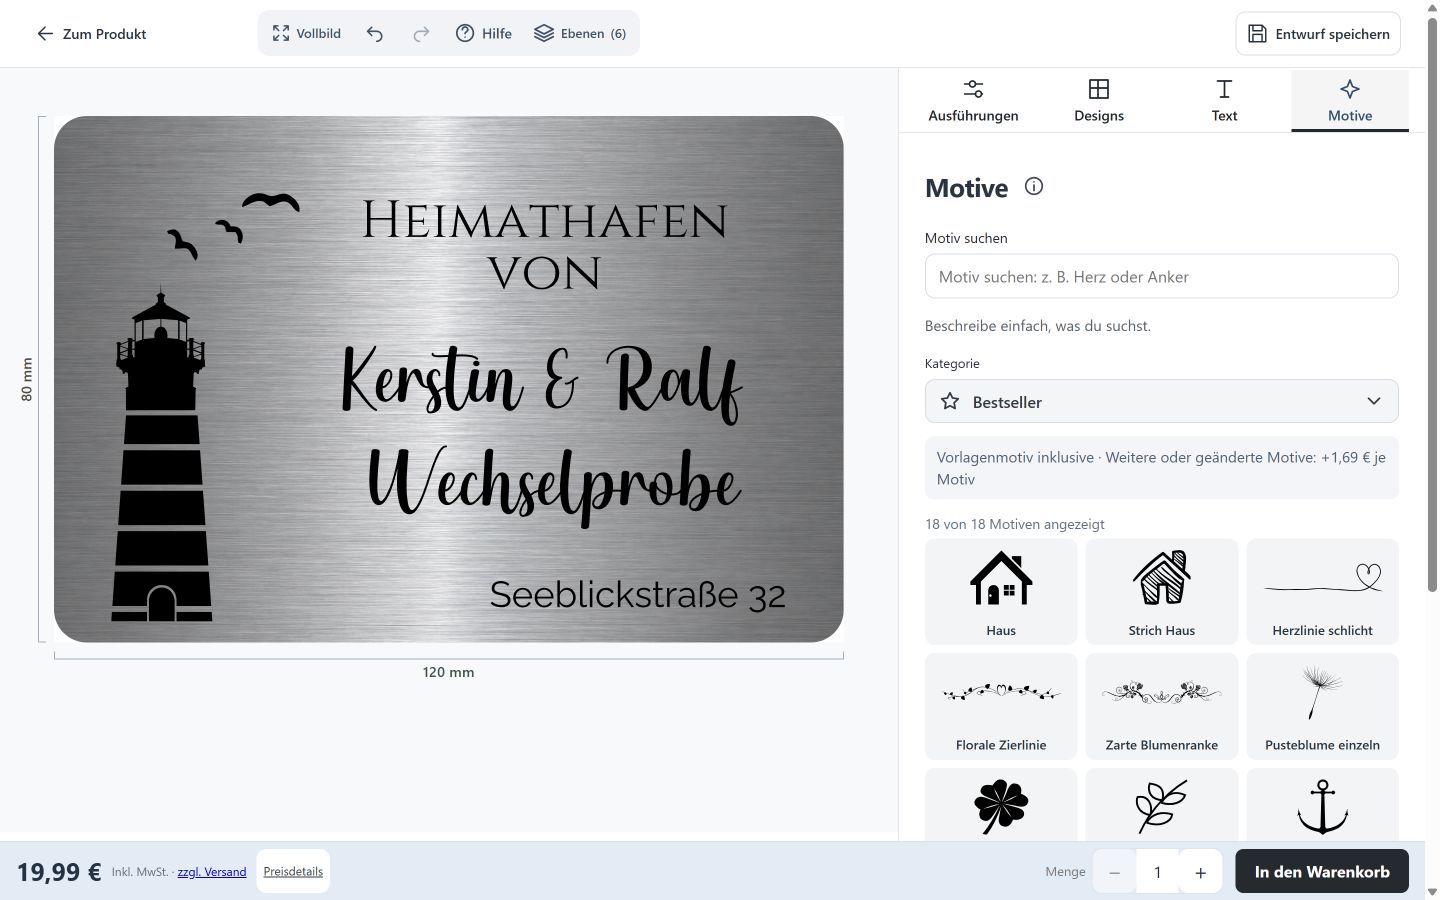 Zum Produkt
Vollbild
Hilfe
Ebenen (6)
Entwurf speichern
Ausführungen
Designs
Text
Motive
80 mm
HEIMATHAFEN
VON
Kerstin & Ralf
Wechselprobe
Seeblickstraße 32
120 mm
Motive
Motiv suchen
Motiv suchen: z. B. Herz oder Anker
Beschreibe einfach, was du suchst.
Kategorie
Bestseller
Vorlagenmotiv inklusive · Weitere oder geänderte Motive: +1,69 € je
Motiv
18 von 18 Motiven angezeigt
Haus
Strich Haus
Herzlinie schlicht
Florale Zierlinie
Zarte Blumenranke
Pusteblume einzeln
19,99 €
Inkl. MwSt. · zzgl. Versand
Preisdetails
Menge
1
In den Warenkorb